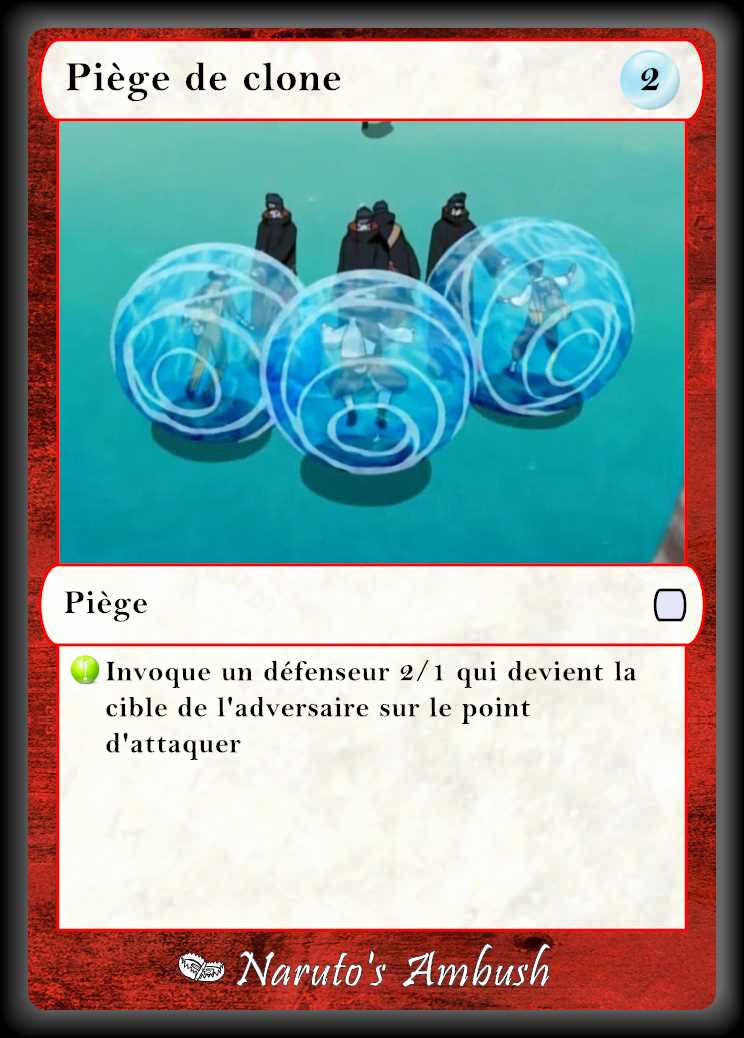 Piège de clone
2
Piège
Invoque un défenseur 2/1 qui devient la
cible de l'adversaire sur le point
d'attaquer
Naruto's Ambush